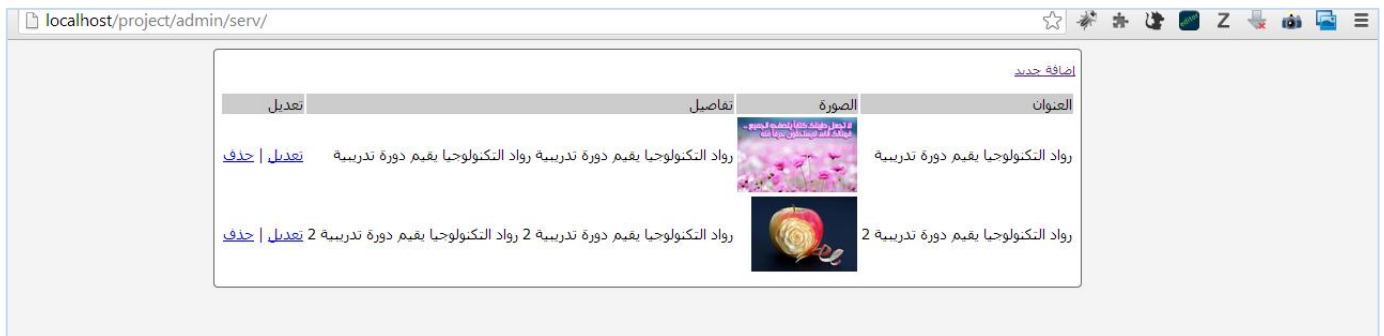 localhost/project/admin/serv/
إضافة جديد
العنوان الصورة تفاصيل تعديل
رواد التكنولوجيا يقيم دورة تدريبية رواد التكنولوجيا يقيم دورة تدريبية رواد التكنولوجيا يقيم دورة تدريبية تعديل | حذف
رواد التكنولوجيا يقيم دورة تدريبية 2 رواد التكنولوجيا يقيم دورة تدريبية 2 رواد التكنولوجيا يقيم دورة تدريبية 2 تعديل | حذف